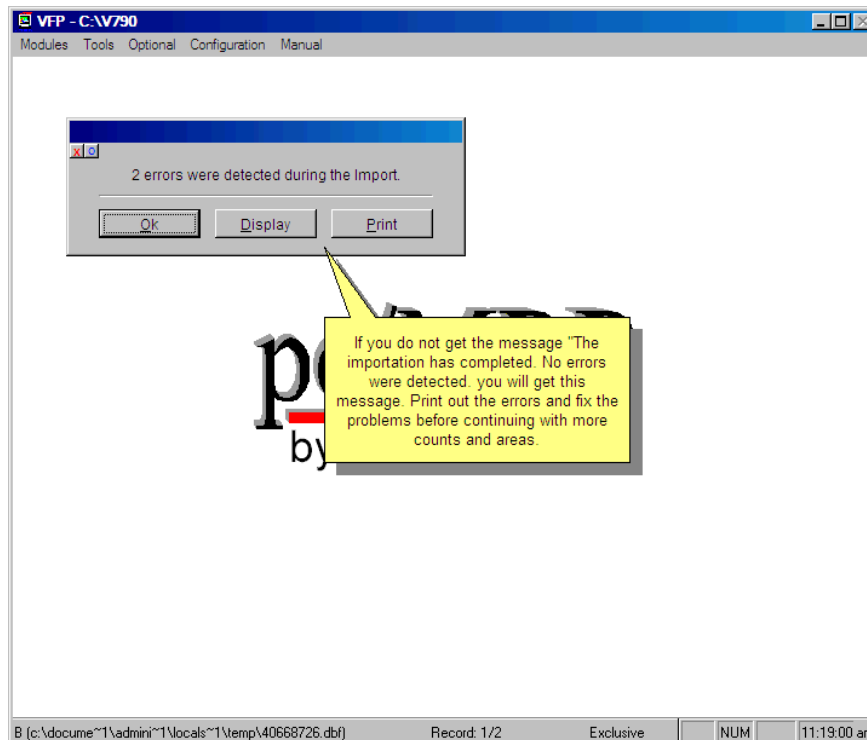 VFP - C:\V790
Modules Tools Optional Configuration Manual
2 errors were detected during the Import.
Ok Display Print
If you do not get the message "The
importation has completed. No errors
were detected. you will get this
message. Print out the errors and fix the
problems before continuing with more
counts and areas.
by
B (c:\docume~1\admini~1\locals~1\temp\40668726.dbf) Record: 1/2 Exclusive NUM 11:19:00 a